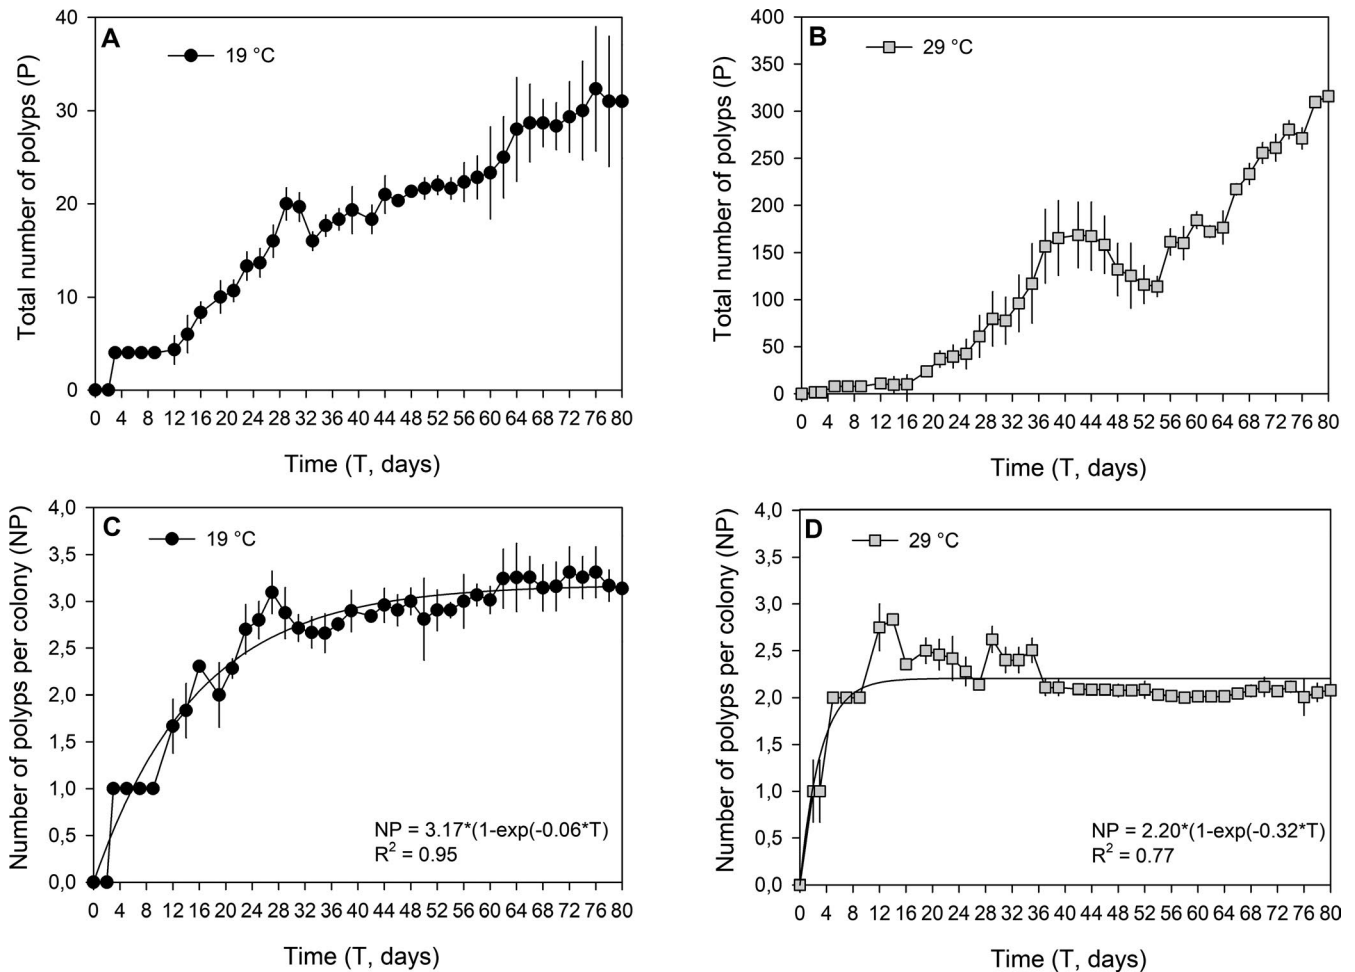 A
19 °C
Total number of polyps (P)
40
30
20
10
0
0 4 8 12 16 20 24 28 32 36 40 44 48 52 56 60 64 68 72 76 80
Time (T, days)
B
29 °C
Total number of polyps (P)
400
350
300
250
200
150
100
50
0
0 4 8 12 16 20 24 28 32 36 40 44 48 52 56 60 64 68 72 76 80
Time (T, days)
C
19 °C
Number of polyps per colony (NP)
4,0
3,5
3,0
2,5
2,0
1,5
1,0
0,5
0,0
NP = 3.17*(1-exp(-0.06*T)
R² = 0.95
0 4 8 12 16 20 24 28 32 36 40 44 48 52 56 60 64 68 72 76 80
Time (T, days)
D
29 °C
Number of polyps per colony (NP)
4,0
3,5
3,0
2,5
2,0
1,5
1,0
0,5
0,0
NP = 2.20*(1-exp(-0.32*T)
R² = 0.77
0 4 8 12 16 20 24 28 32 36 40 44 48 52 56 60 64 68 72 76 80
Time (T, days)